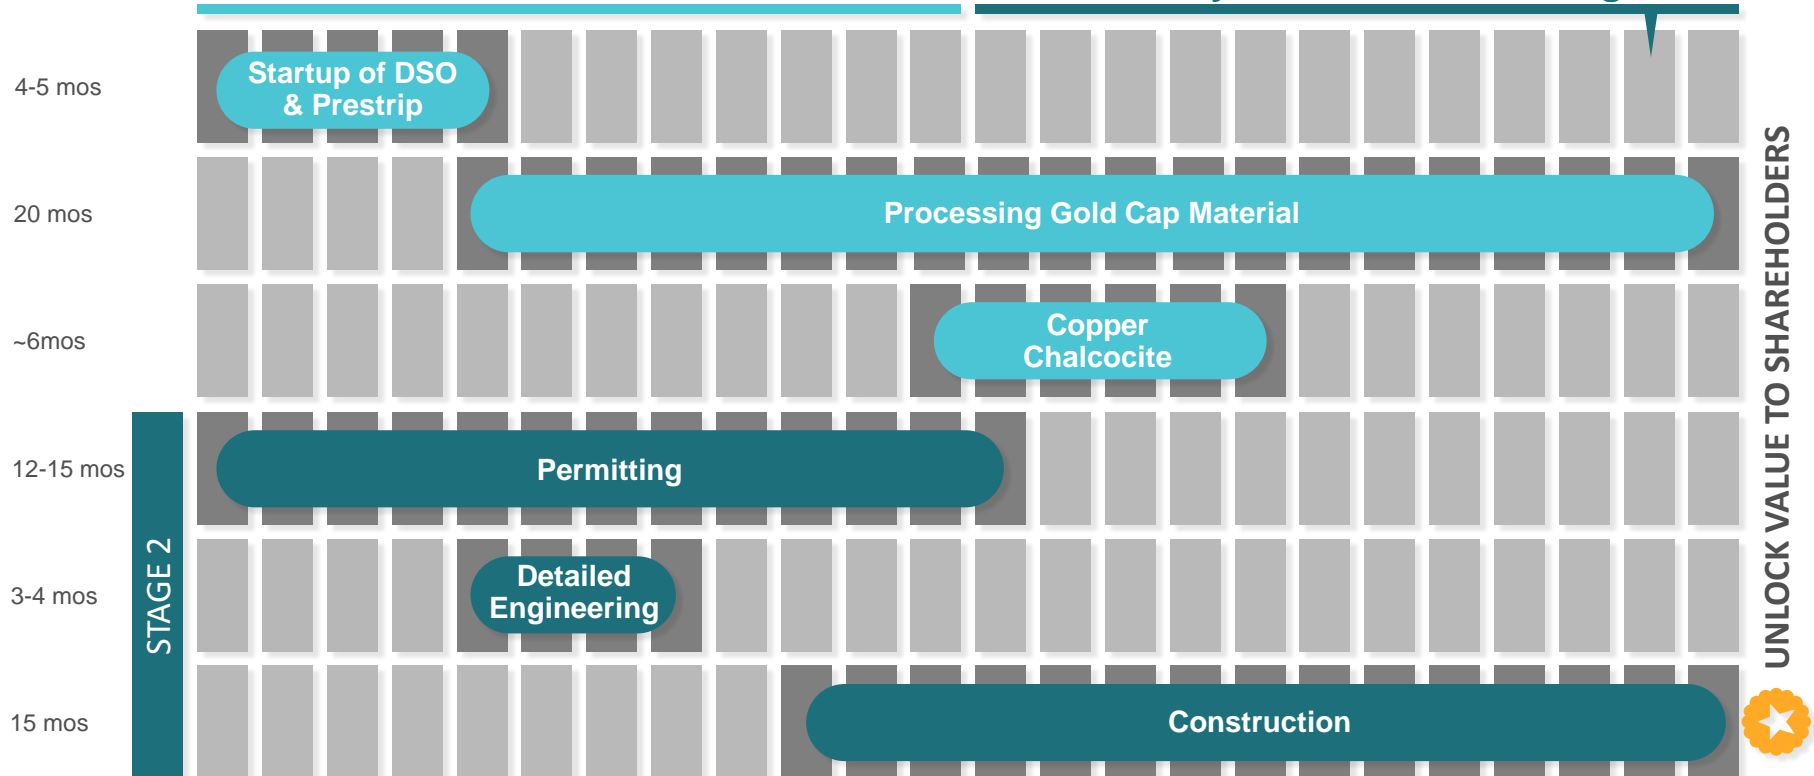 4-5 mos
Startup of DSO
& Prestrip
20 mos
Processing Gold Cap Material
~6mos
Copper
Chalcocite
12-15 mos
Permitting
3-4 mos
Detailed
Engineering
15 mos
Construction
STAGE 2
UNLOCK VALUE TO SHAREHOLDERS